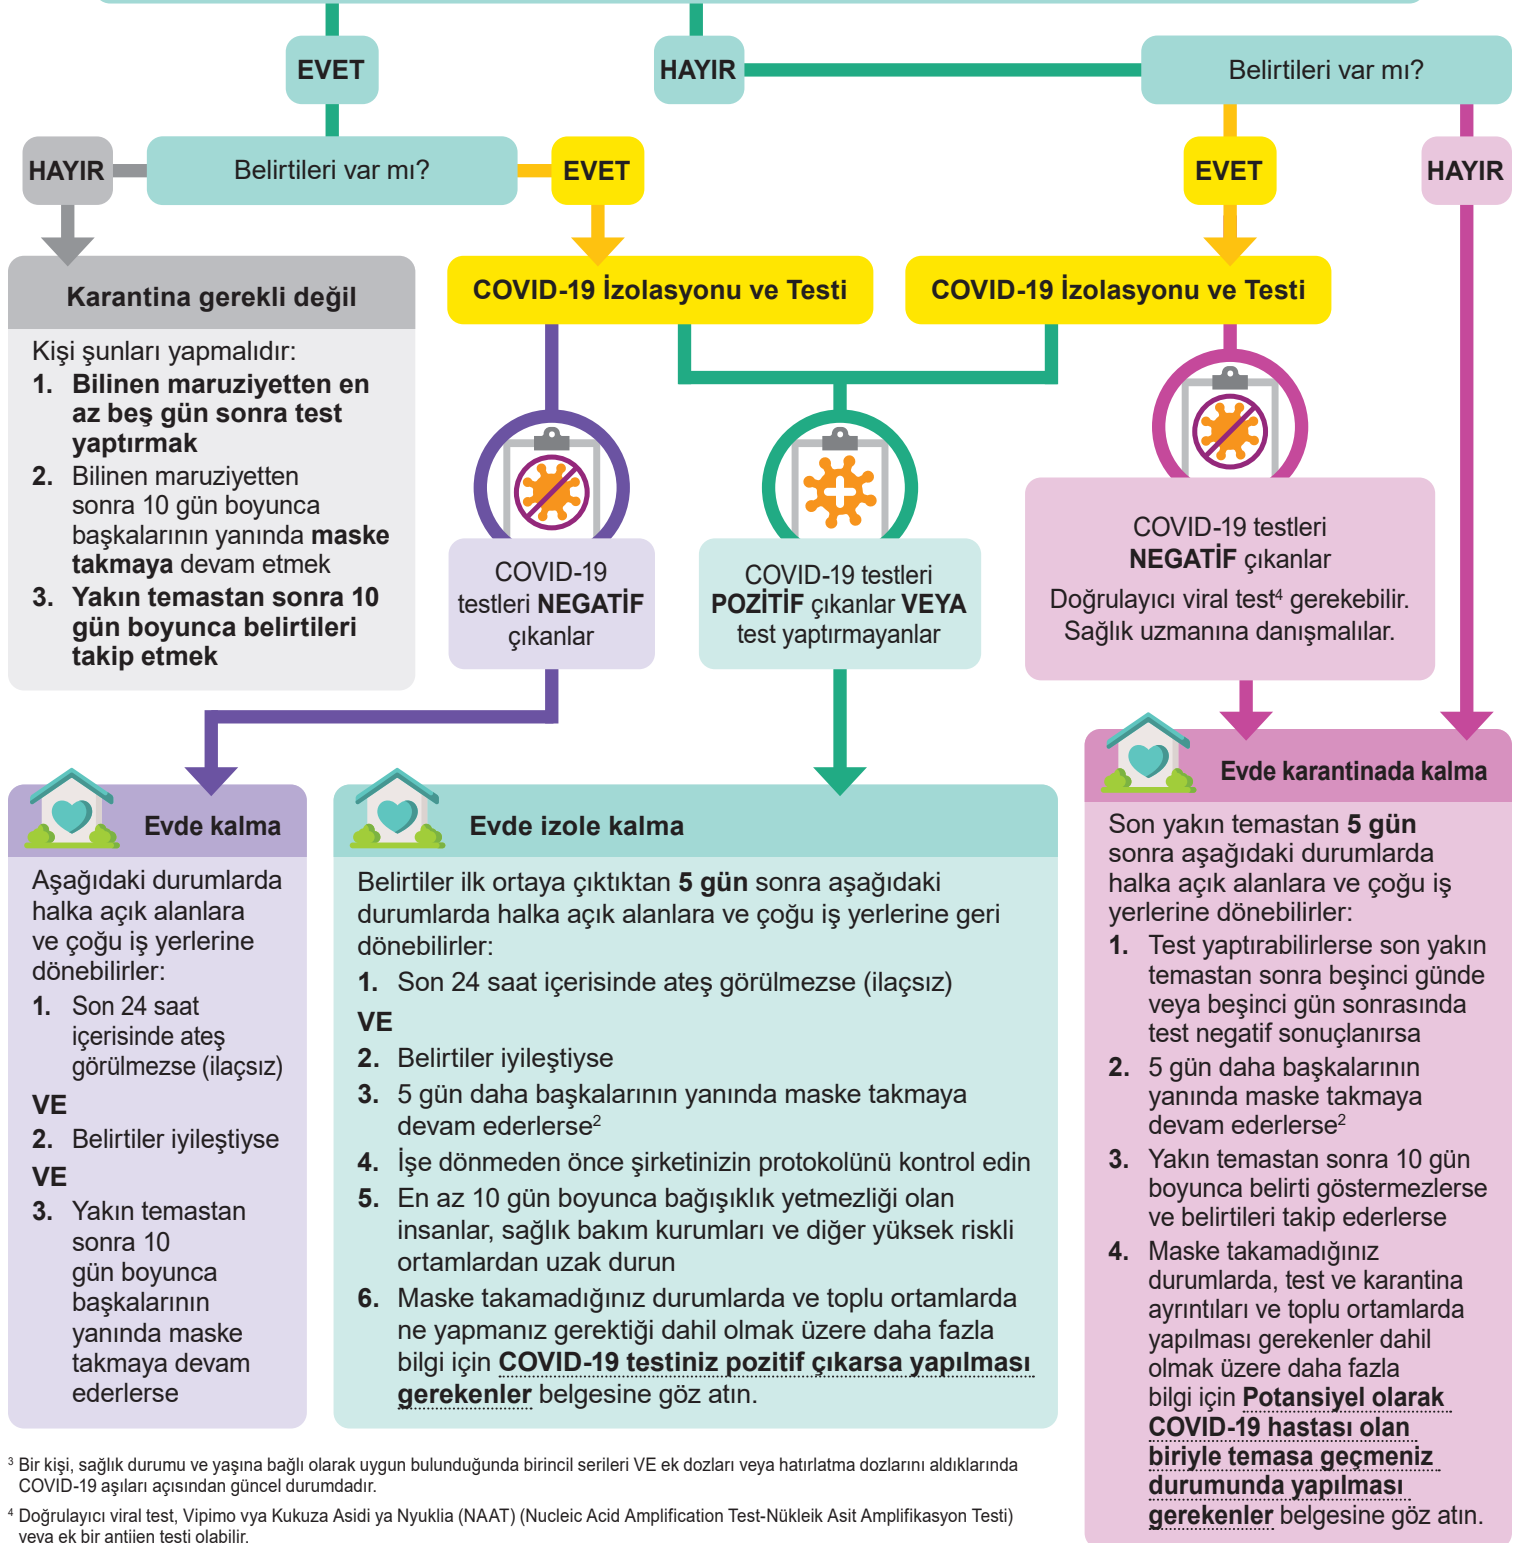 EVET
HAYIR
Belirtileri var mı?
HAYIR
Belirtileri var mı?
EVET
EVET
HAYIR
Karantina gerekli değil
Kişi şunları yapmalıdır:
1. Bilinen maruziyetten en
az beş gün sonra test
yaptırmak
2. Bilinen maruziyetten
sonra 10 gün boyunca
başkalarının yanında maske
takmaya devam etmek
3. Yakın temastan sonra 10
gün boyunca belirtileri
takip etmek
COVID-19 İzolasyonu ve Testi
COVID-19 İzolasyonu ve Testi
COVID-19
testleri NEGATİF
çıkanlar
COVID-19 testleri
POZİTİF çıkanlar VEYA
test yaptırmayanlar
COVID-19 testleri
NEGATİF çıkanlar
Doğrulayıcı viral test⁴ gerekebilir.
Sağlık uzmanına danışmalılar.
Evde kalma
Aşağıdaki durumlarda
halka açık alanlara
ve çoğu iş yerlerine
dönebilirler:
1. Son 24 saat
içerisinde ateş
görülmezse (ilaçsız)
VE
2. Belirtiler iyileştiyse
VE
3. Yakın temastan
sonra 10
gün boyunca
başkalarının
yanında maske
takmaya devam
ederlerse
Evde izole kalma
Belirtiler ilk ortaya çıktıktan 5 gün sonra aşağıdaki
durumlarda halka açık alanlara ve çoğu iş yerlerine geri
dönebilirler:
1. Son 24 saat içerisinde ateş görülmezse (ilaçsız)
VE
2. Belirtiler iyileştiyse
3. 5 gün daha başkalarının yanında maske takmaya
devam ederlerse²
4. İşe dönmeden önce şirketinizin protokolünü kontrol edin
5. En az 10 gün boyunca bağışıklık yetmezliği olan
insanlar, sağlık bakım kurumları ve diğer yüksek riskli
ortamlardan uzak durun
6. Maske takamadığınız durumlarda ve toplu ortamlarda
ne yapmanız gerektiği dahil olmak üzere daha fazla
bilgi için COVID-19 testiniz pozitif çıkarsa yapılması
gerekenler belgesine göz atın.
Evde karantinada kalma
Son yakın temastan 5 gün
sonra aşağıdaki durumlarda
halka açık alanlara ve çoğu iş
yerlerine dönebilirler:
1. Test yaptırabilirlerse son yakın
temastan sonra beşinci günde
veya beşinci gün sonrasında
test negatif sonuçlanırsa
2. 5 gün daha başkalarının
yanında maske takmaya
devam ederlerse²
3. Yakın temastan sonra 10 gün
boyunca belirti göstermezlerse
ve belirtileri takip ederlerse
4. Maske takamadığınız
durumlarda, test ve karantina
ayrıntıları ve toplu ortamlarda
yapılması gerekenler dahil
olmak üzere daha fazla
bilgi için Potansiyel olarak
COVID-19 hastası olan
biriyle temasa geçmeniz
durumunda yapılması
gerekenler belgesine göz atın.
³ Bir kişi, sağlık durumu ve yaşına bağlı olarak uygun bulunduğunda birincil serileri VE ek dozları veya hatırlatma dozlarını aldıklarında
COVID-19 aşıları açısından güncel durumdadır.
⁴ Doğrulayıcı viral test, Vipimo vya Kukuza Asidi ya Nyuklia (NAAT) (Nucleic Acid Amplification Test-Nükleik Asit Amplifikasyon Testi)
veya ek bir antijen testi olabilir.